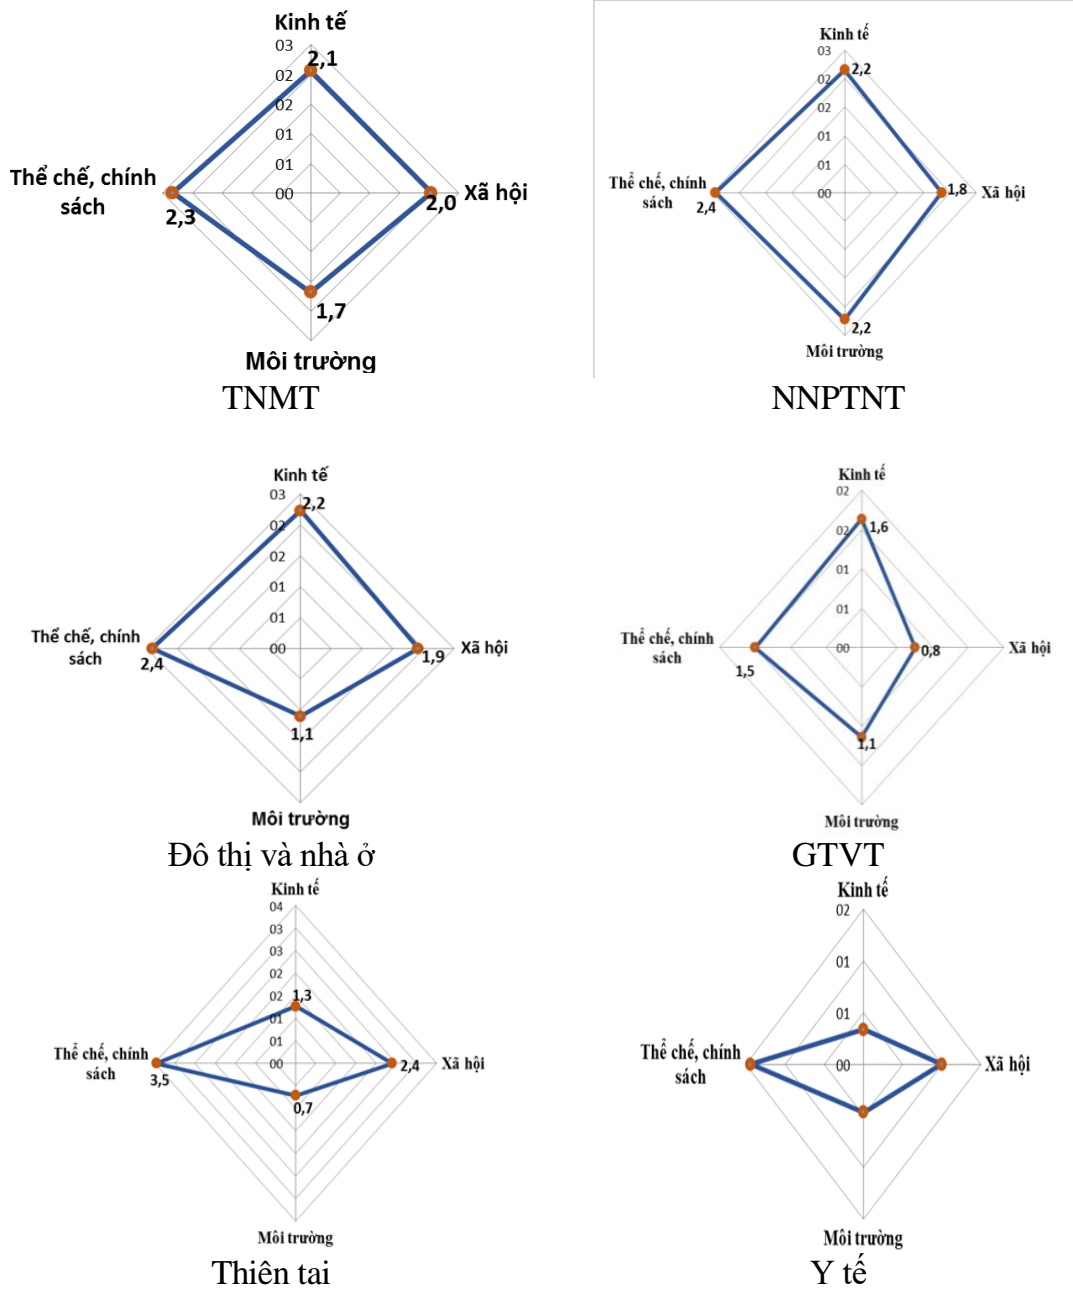 Kinh tế
03
2,1
02
02
01
01
00
Thể chế, chính
sách
2,3
Xã hội
2,0
1,7
Môi trường
TNMT
Kinh tế
03
2,2
02
02
01
01
00
Thể chế, chính
sách
2,4
1,8
Xã hội
2,2
Môi trường
NNPTNT
Kinh tế
03
2,2
02
02
01
01
00
Thể chế, chính
sách
2,4
Xã hội
1,9
1,1
Môi trường
Đô thị và nhà ở
Kinh tế
02
1,6
02
01
01
00
Thể chế, chính
sách
1,5
0,8
Xã hội
1,1
Môi trường
GTVT
Kinh tế
04
03
03
02
02
1,3
01
01
00
Thể chế, chính
sách
3,5
2,4
Xã hội
0,7
Môi trường
Thiên tai
Kinh tế
02
01
01
00
Thể chế, chính
sách
Xã hội
Môi trường
Y tế